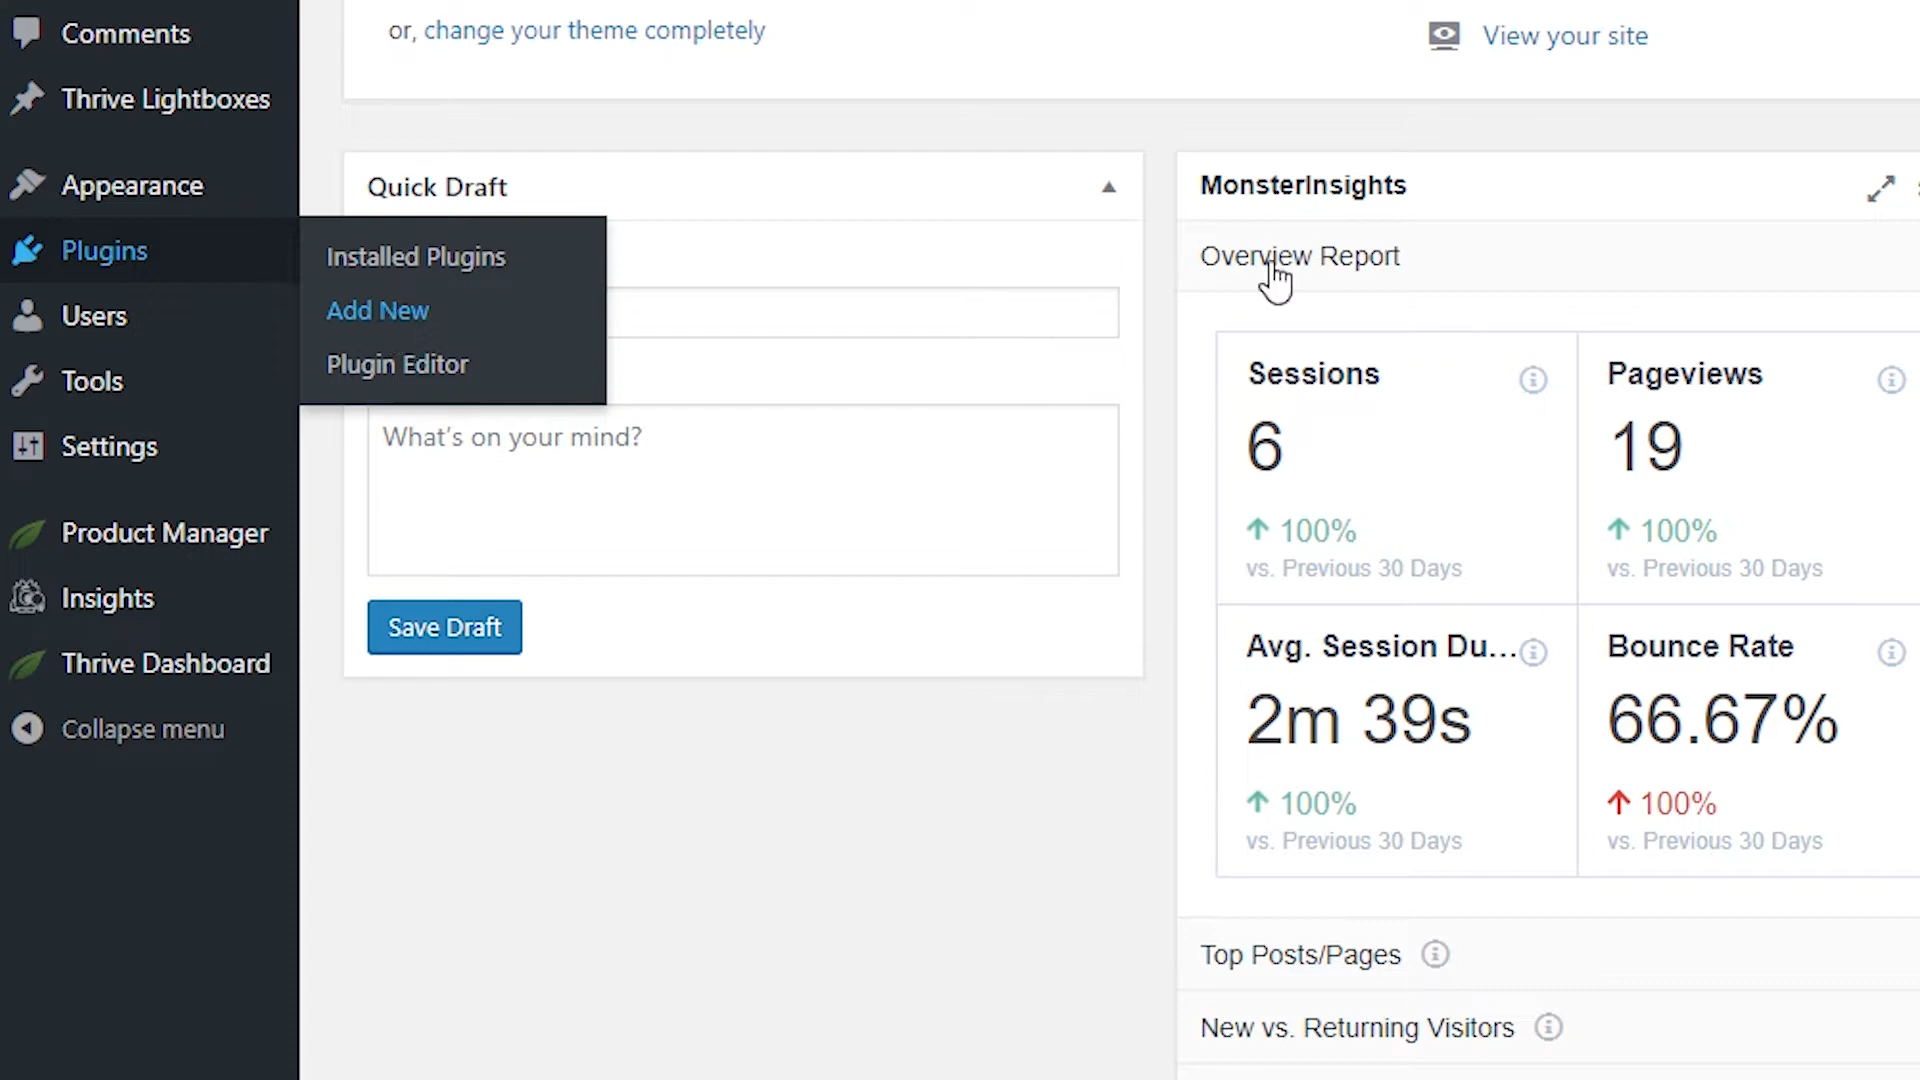 Comments
Thrive Lightboxes
Appearance
Plugins
Users
Tools
Settings
Product Manager
Insights
Thrive Dashboard
Collapse menu
Installed Plugins
Add New
Plugin Editor
or, change your theme completely
View your site
Quick Draft
What's on your mind?
Save Draft
MonsterInsights
Overview Report
Sessions
6
100%
vs. Previous 30 Days
Pageviews
19
100%
vs. Previous 30 Days
Avg. Session Du...
2m 39s
100%
vs. Previous 30 Days
Bounce Rate
66.67%
100%
vs. Previous 30 Days
Top Posts/Pages
New vs. Returning Visitors